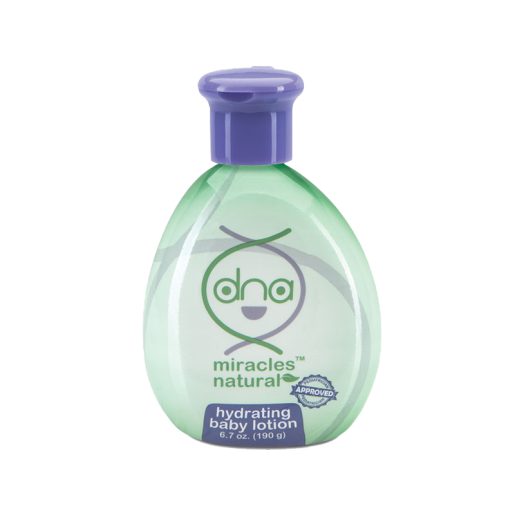 dna
miracles™
natural
APPROVED
hydrating
baby lotion
6.7 oz. (190 g)